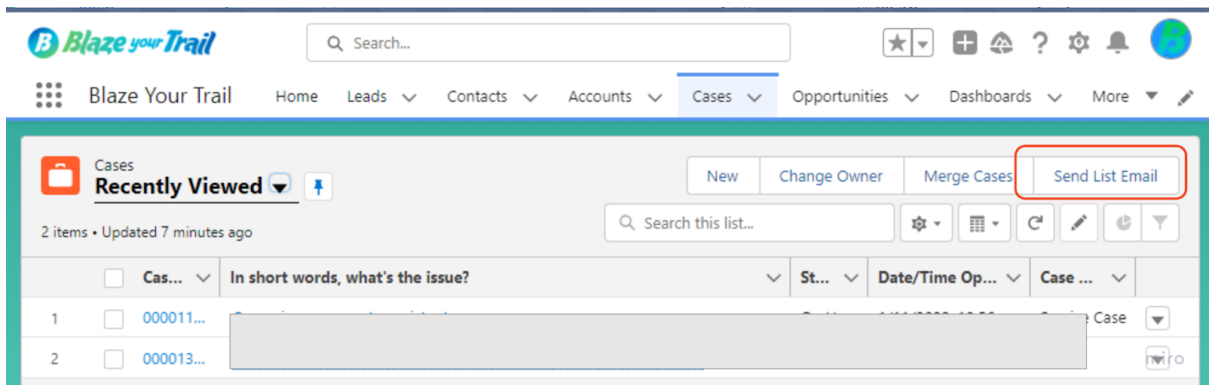 Blaze your Trail
Search...
Blaze Your Trail Home Leads Contacts Accounts Cases Opportunities Dashboards More
Cases
Recently Viewed
New Change Owner Merge Cases Send List Email
2 items • Updated 7 minutes ago
Search this list...
Cas... In short words, what's the issue? St... Date/Time Op... Case ...
1 000011... Case
2 000013...
miro